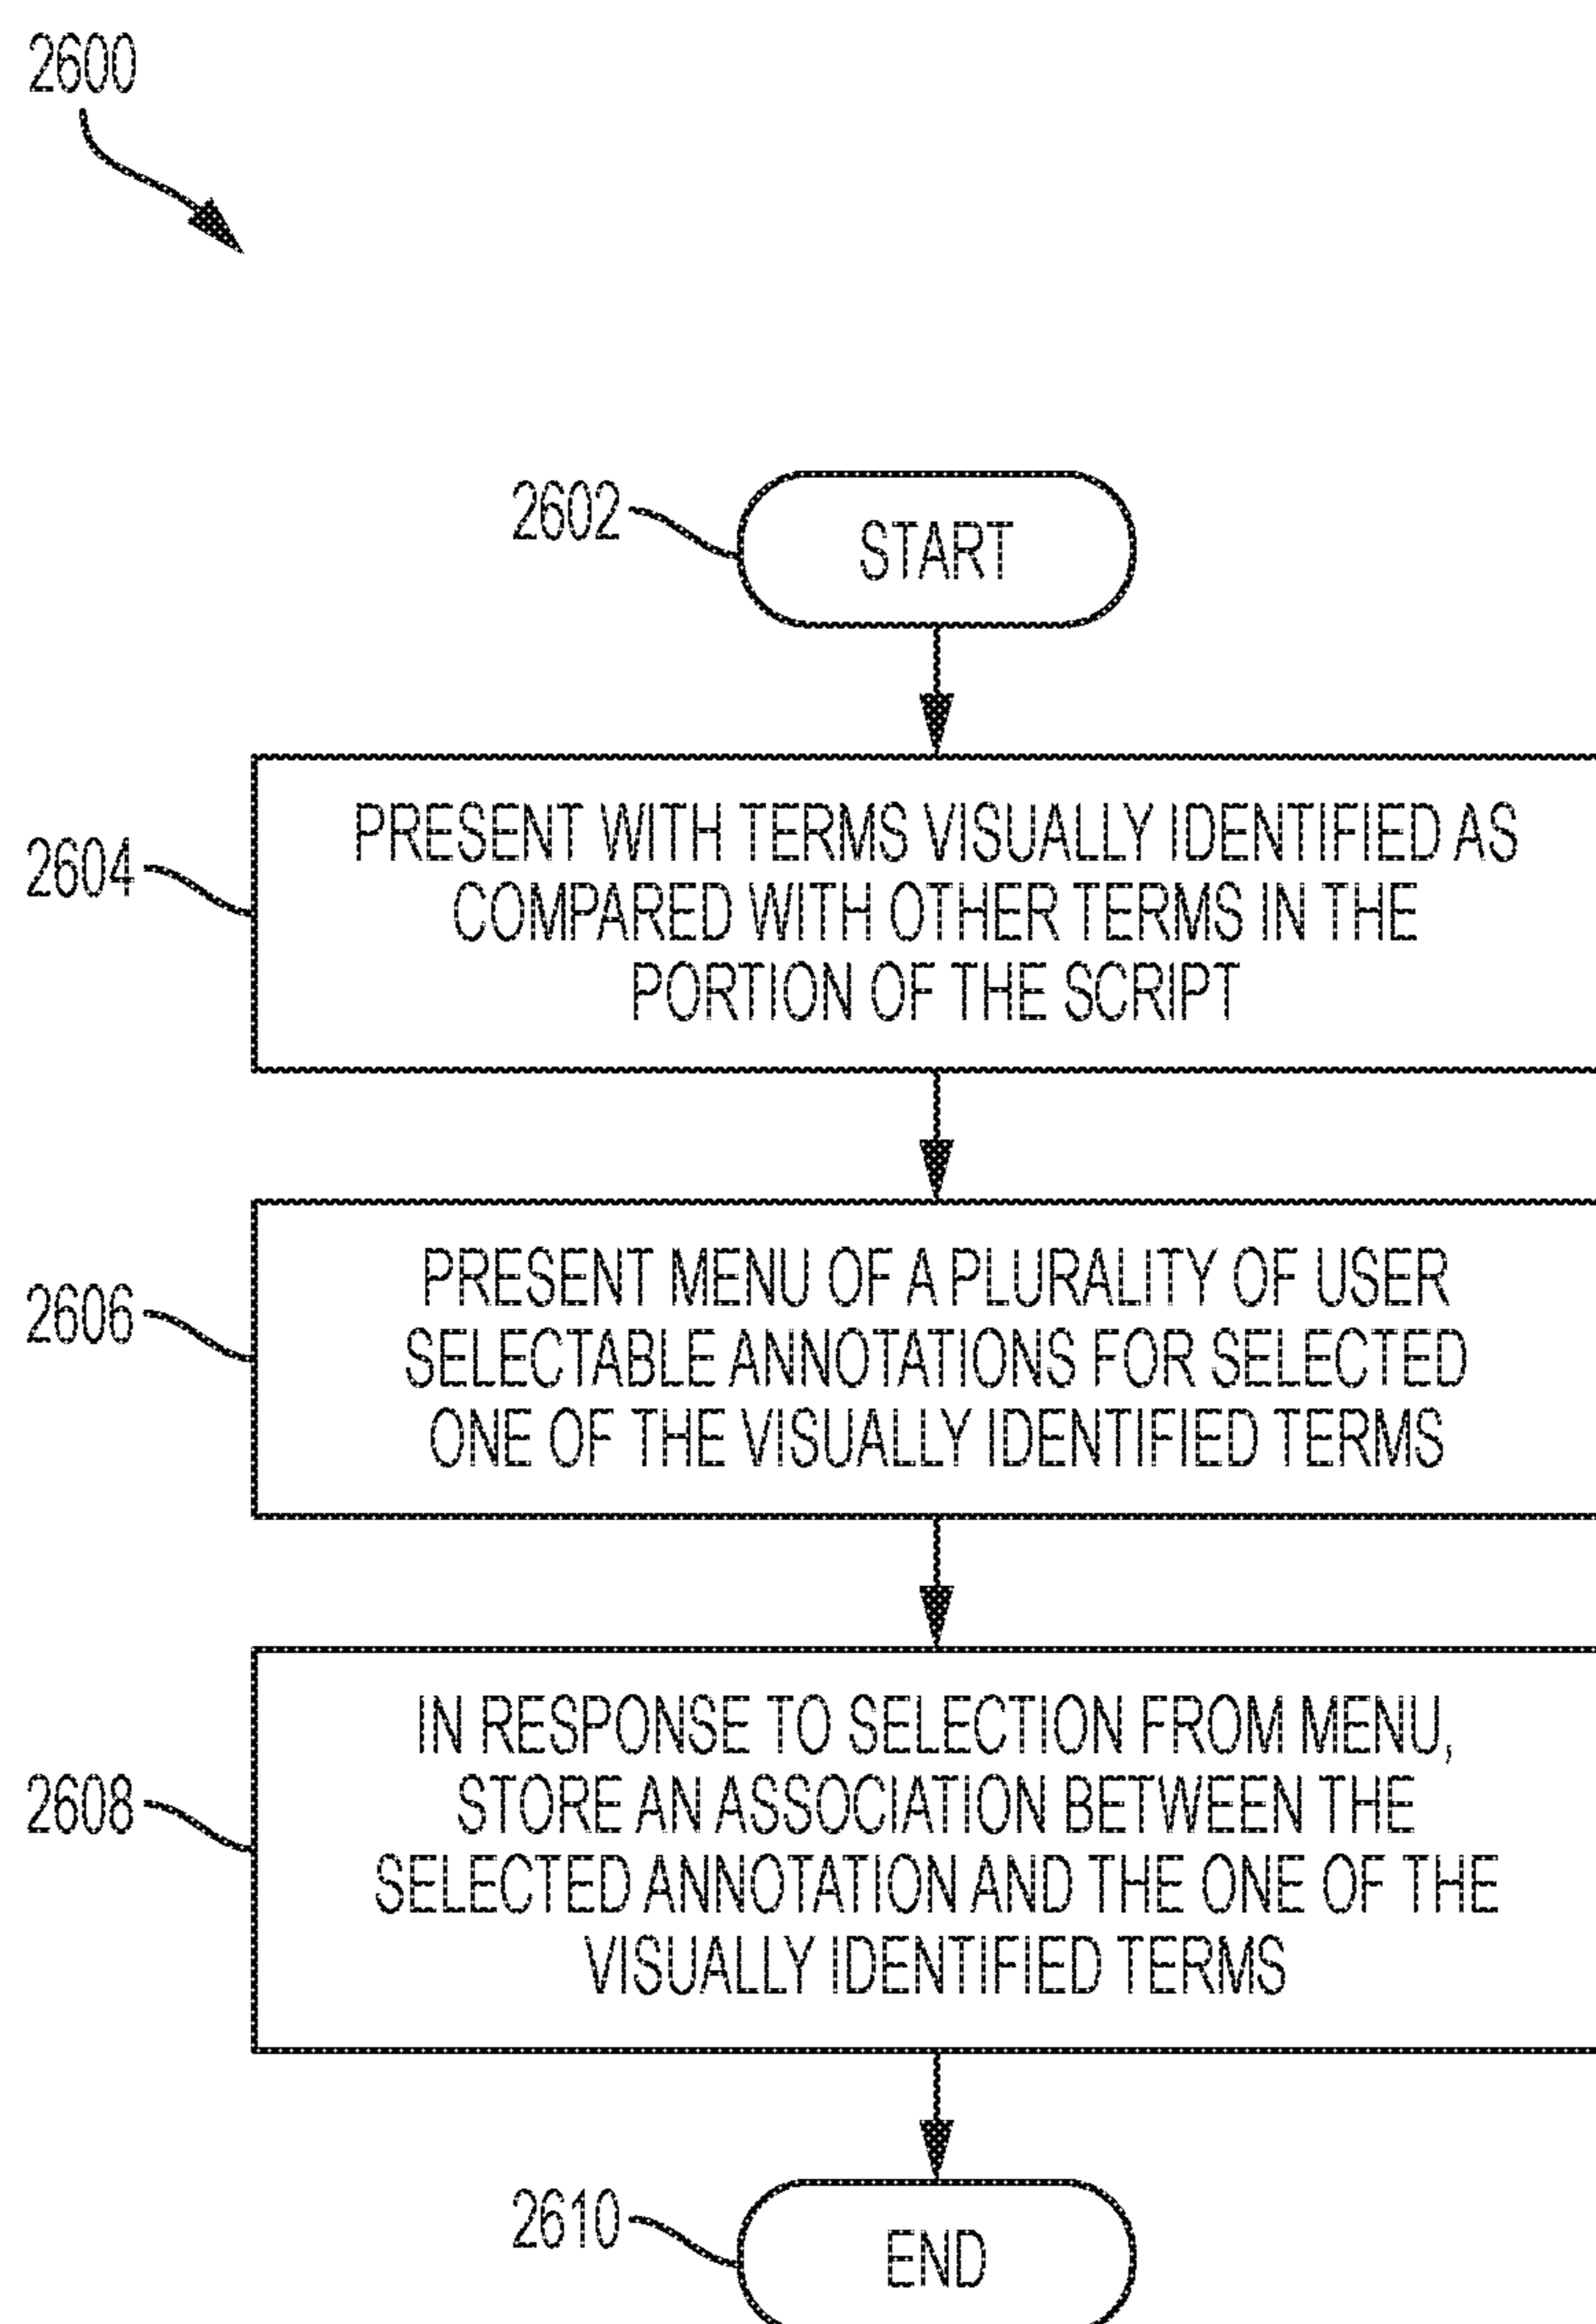 2600
2602
START
2604
PRESENT WITH TERMS VISUALLY IDENTIFIED AS
COMPARED WITH OTHER TERMS IN THE
PORTION OF THE SCRIPT
2606
PRESENT MENU OF A PLURALITY OF USER
SELECTABLE ANNOTATIONS FOR SELECTED
ONE OF THE VISUALLY IDENTIFIED TERMS
2608
IN RESPONSE TO SELECTION FROM MENU,
STORE AN ASSOCIATION BETWEEN THE
SELECTED ANNOTATION AND THE ONE OF THE
VISUALLY IDENTIFIED TERMS
2610
END